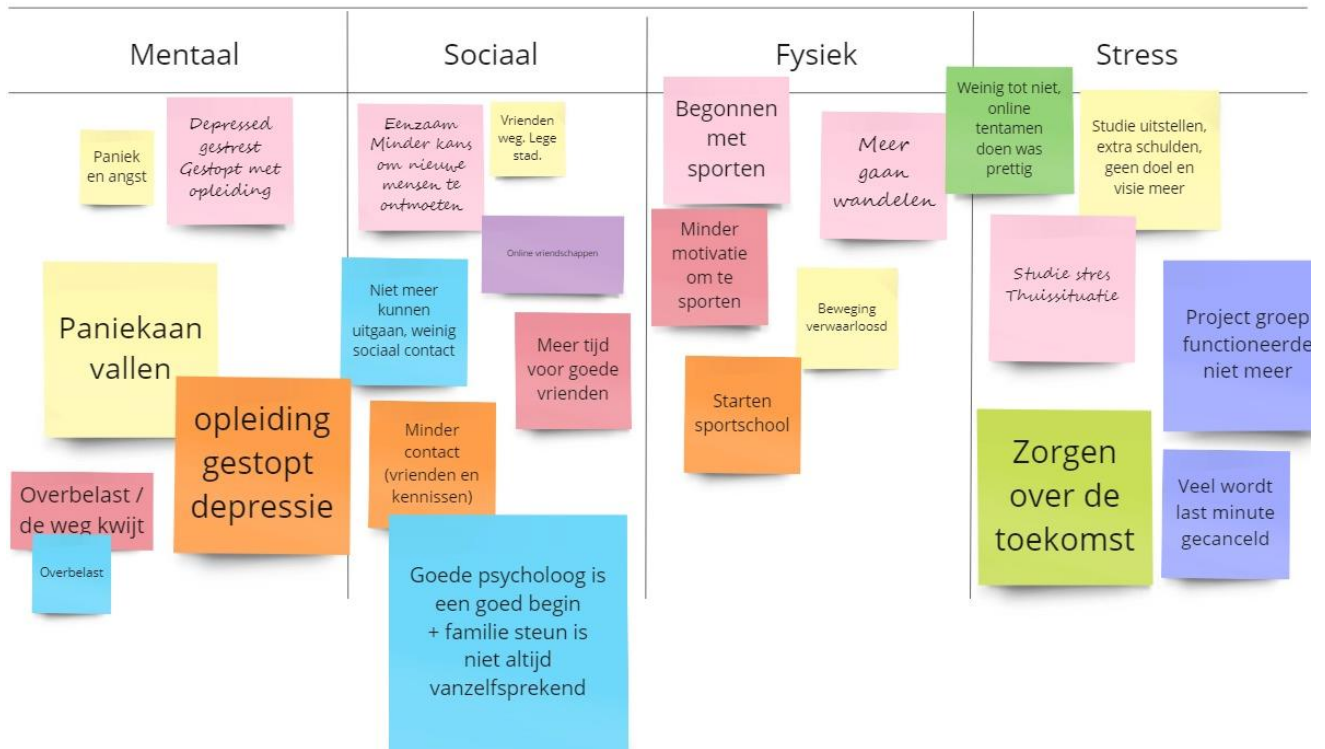 Mentaal
Sociaal
Fysiek
Stress
Paniek
en angst
Depressed
gestrest
Gestopt met
opleiding
Paniekaan
vallen
opleiding
gestopt
depressie
Overbelast /
de weg kwijt
Overbelast
Eenzaam
Minder kans
om nieuwe
mensen te
ontmoeten
Vrienden
weg. Lege
stad.
Online vriendschappen
Niet meer
kunnen
uitgaan, weinig
sociaal contact
Meer tijd
voor goede
vrienden
Minder
contact
(vrienden en
kennissen)
Goede psycholoog is
een goed begin
+ familie steun is
niet altijd
vanzelfsprekend
Begonnen
met
sporten
Meer
gaan
wandelen
Minder
motivatie
om te
sporten
Beweging
verwaarloosd
Starten
sportschool
Weinig tot niet,
online
tentamen
doen was
prettig
Studie uitstellen,
extra schulden,
geen doel en
visie meer
Studie stres
Thuissituatie
Project groep
functioneerde
niet meer
Zorgen
over de
toekomst
Veel wordt
last minute
gecanceld